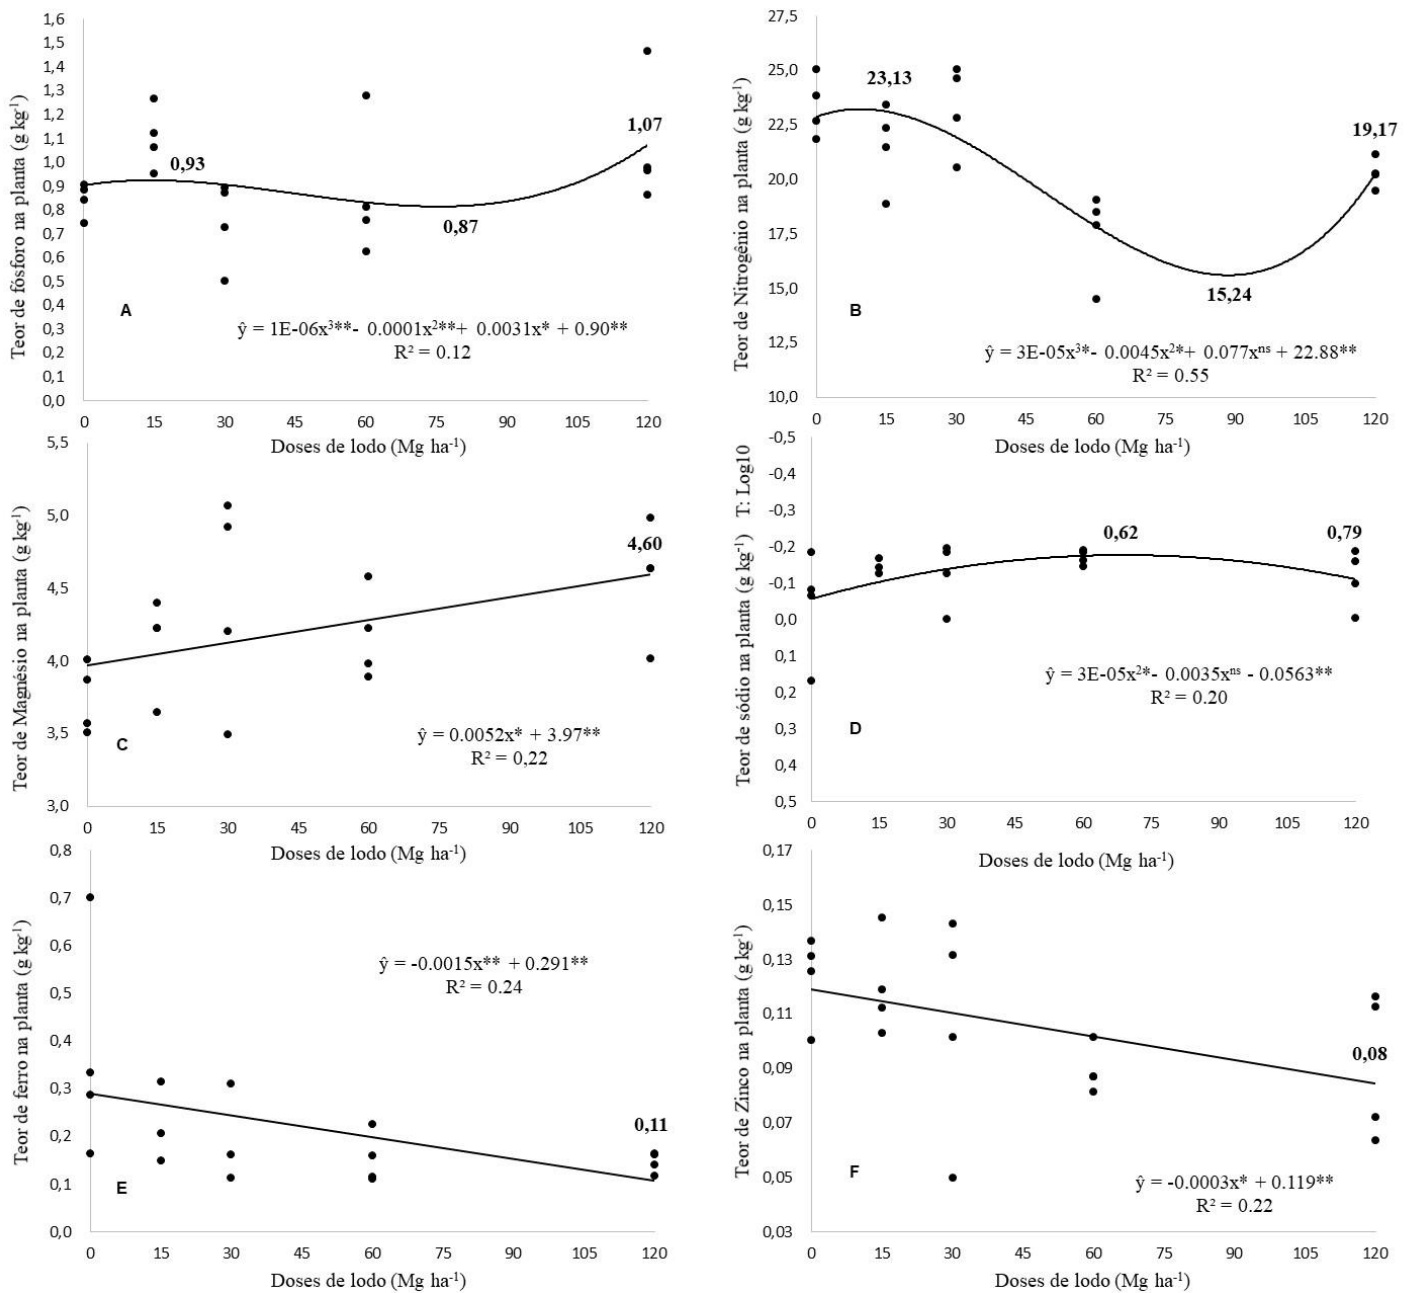 Teor de fósforo na planta (g kg⁻¹)
1,6
1,5
1,4
1,3
1,2
1,1
1,0
0,9
0,8
0,7
0,6
0,5
0,4
0,3
0,2
0,1
0,0
0,93
0,87
1,07
A
ŷ = 1E-06x³**- 0.0001x²**+ 0.0031x* + 0.90**
R² = 0.12
0 15 30 45 60 75 90 105 120
Doses de lodo (Mg ha⁻¹)
Teor de Nitrogênio na planta (g kg⁻¹)
27,5
25,0
22,5
20,0
17,5
15,0
12,5
10,0
23,13
15,24
19,17
B
ŷ = 3E-05x³*- 0.0045x²*+ 0.077xⁿˢ + 22.88**
R² = 0.55
0 15 30 45 60 75 90 105 120
Doses de lodo (Mg ha⁻¹)
Teor de Magnésio na planta (g kg⁻¹)
5,5
5,0
4,5
4,0
3,5
3,0
4,60
C
ŷ = 0.0052x* + 3.97**
R² = 0,22
0 15 30 45 60 75 90 105 120
Doses de lodo (Mg ha⁻¹)
Teor de sódio na planta (g kg⁻¹) T: Log10
-0,5
-0,4
-0,3
-0,2
-0,1
0,0
0,1
0,2
0,3
0,4
0,5
0,62
0,79
ŷ = 3E-05x²*- 0.0035xⁿˢ - 0.0563**
R² = 0.20
D
0 15 30 45 60 75 90 105 120
Doses de lodo (Mg ha⁻¹)
Teor de ferro na planta (g kg⁻¹)
0,8
0,7
0,6
0,5
0,4
0,3
0,2
0,1
0,0
ŷ = -0.0015x** + 0.291**
R² = 0.24
0,11
E
0 15 30 45 60 75 90 105 120
Doses de lodo (Mg ha⁻¹)
Teor de Zinco na planta (g kg⁻¹)
0,17
0,15
0,13
0,11
0,09
0,07
0,05
0,03
0,08
F
ŷ = -0.0003x* + 0.119**
R² = 0.22
0 15 30 45 60 75 90 105 120
Doses de lodo (Mg ha⁻¹)